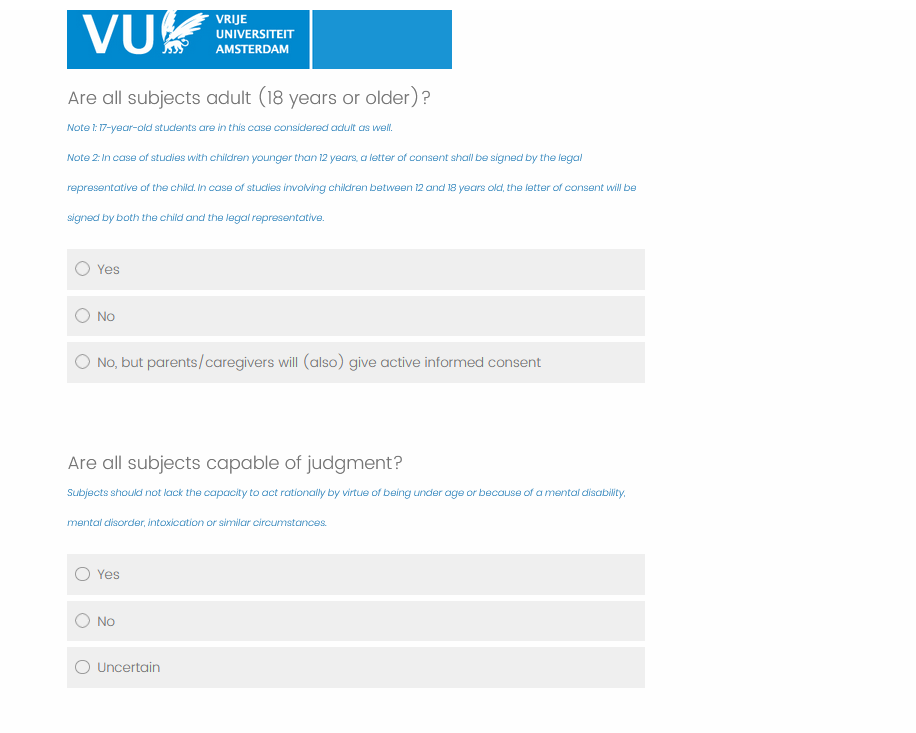 VU
VRIJE
UNIVERSITEIT
AMSTERDAM
Are all subjects adult (18 years or older)?
Note 1: 17-year-old students are in this case considered adult as well.
Note 2: In case of studies with children younger than 12 years, a letter of consent shall be signed by the legal
representative of the child. In case of studies involving children between 12 and 18 years old, the letter of consent will be
signed by both the child and the legal representative.
Yes
No
No, but parents/caregivers will (also) give active informed consent
Are all subjects capable of judgment?
Subjects should not lack the capacity to act rationally by virtue of being under age or because of a mental disability,
mental disorder, intoxication or similar circumstances.
Yes
No
Uncertain